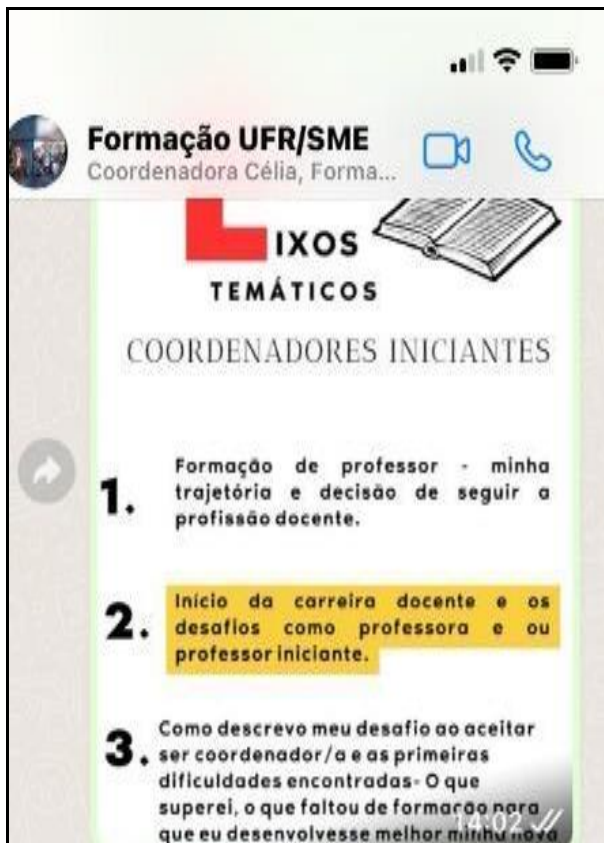 Formação UFR/SME
Coordenadora Célia, Forma...
EIXOS
TEMÁTICOS
COORDENADORES INICIANTES
1. Formação de professor - minha
trajetória e decisão de seguir a
profissão docente.
2. Início da carreira docente e os
desafios como professora e ou
professor iniciante.
3. Como descrevo meu desafio ao aceitar
ser coordenador/a e as primeiras
dificuldades encontradas- O que
superei, o que faltou de formação para
que eu desenvolvesse melhor minha nova
14:02